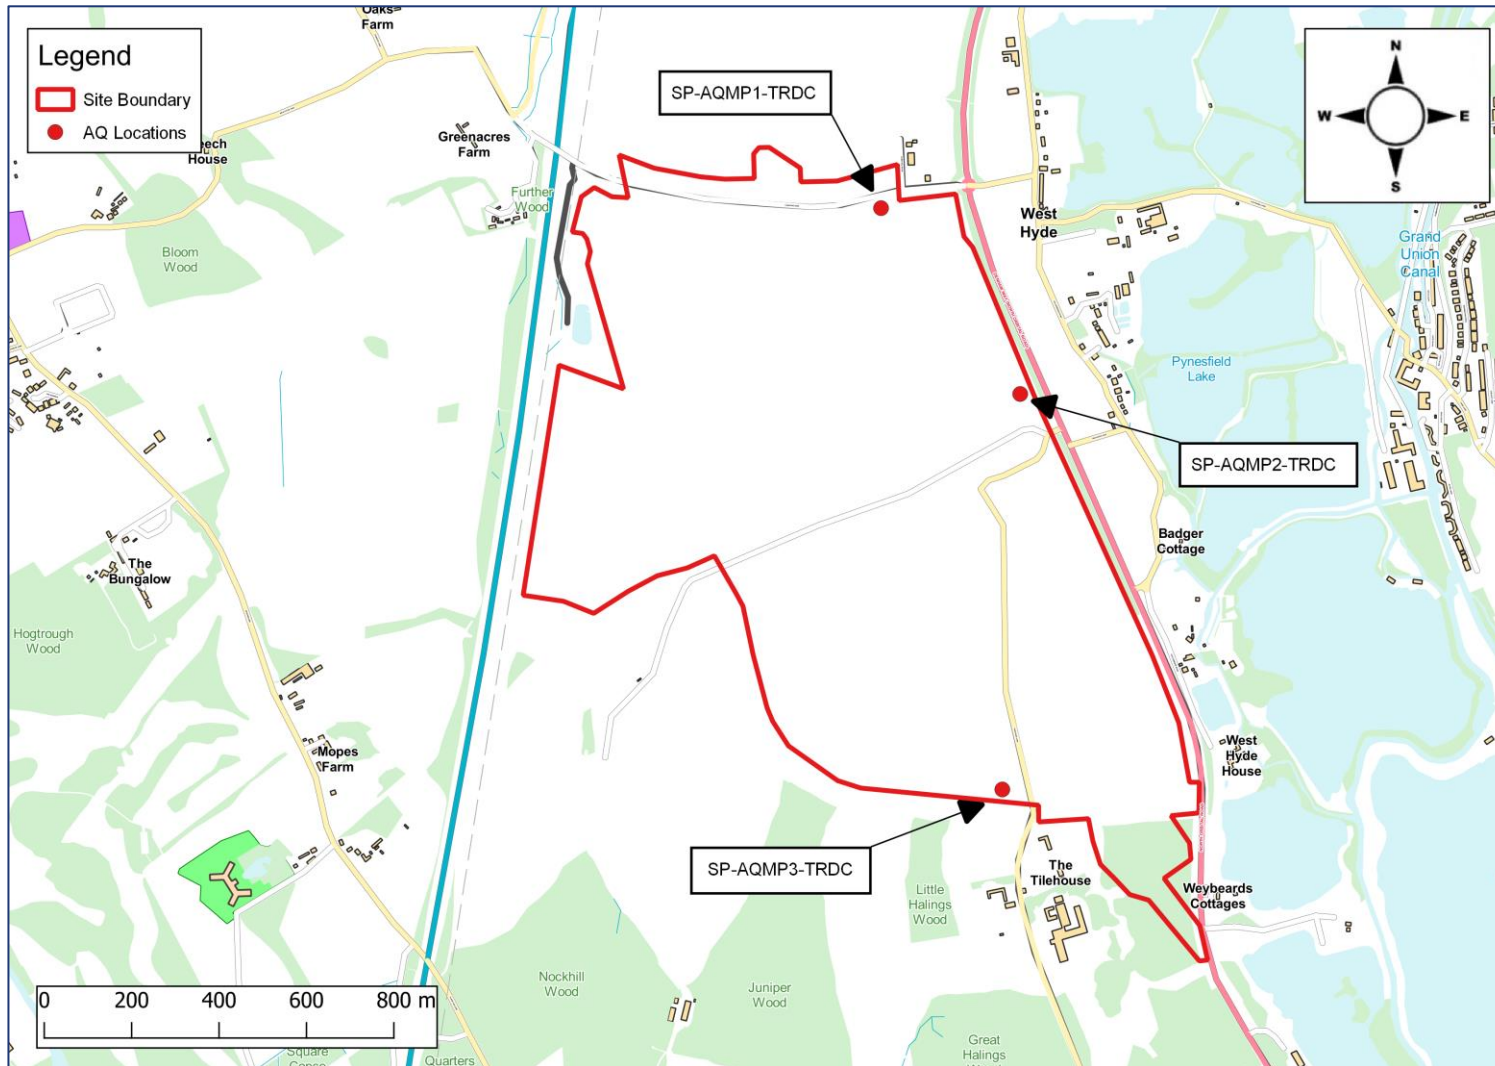 Legend
Site Boundary
AQ Locations
Oaks
Farm
Greenacres
Farm
Further
Wood
House
Bloom
Wood
SP-AQMP1-TRDC
N
W
E
S
West
Hyde
Grand
Union
Canal
Pynesfield
Lake
SP-AQMP2-TRDC
Badger
Cottage
The
Bungalow
Hogtrough
Wood
Mopes
Farm
West
Hyde
House
SP-AQMP3-TRDC
The
Tilehouse
Little
Halings
Wood
Weybeards
Cottages
Nockhill
Wood
Juniper
Wood
Great
Halings
0 200 400 600 800 m
Square
Quarters